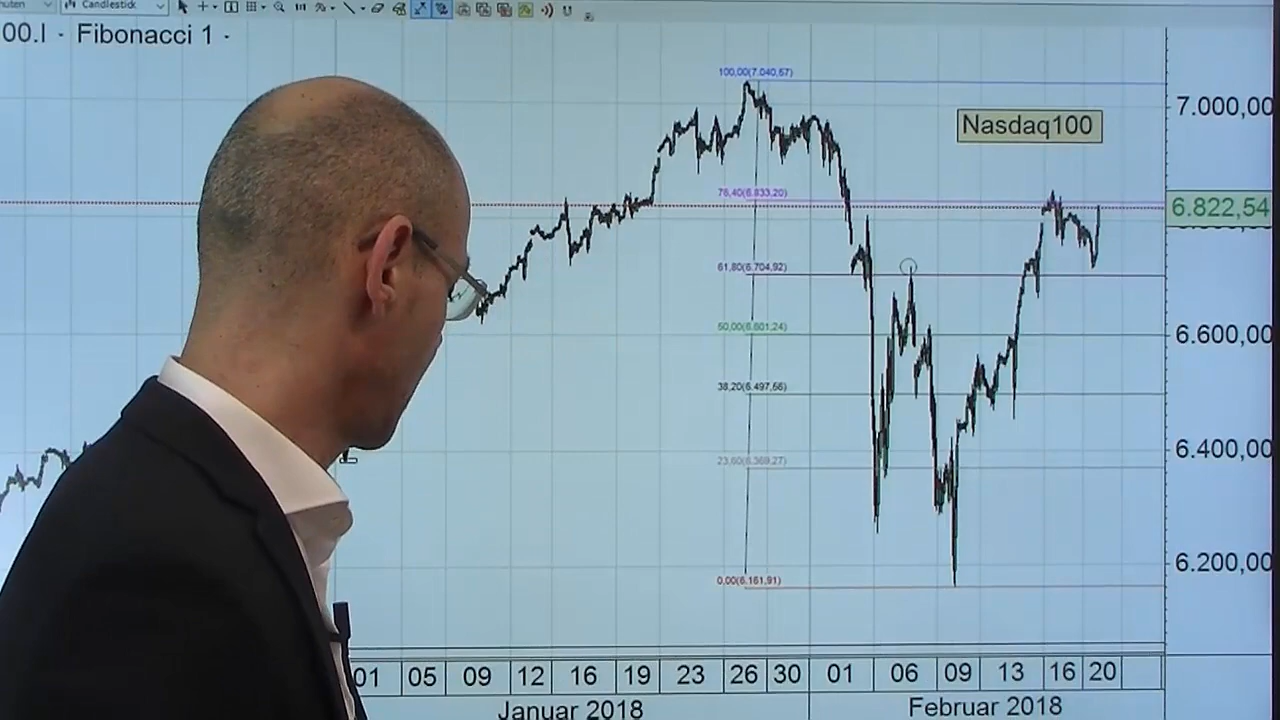 Candlestick
00.I · Fibonacci 1 ·
100,00(7.040,57)
7.000,00
Nasdaq100
76,40(6.833,20)
6.822,54
61,80(6.704,92)
50,00(6.601,24)
6.600,00
38,20(6.497,56)
6.400,00
23,60(6.369,27)
6.200,00
0,00(6.161,91)
01 05 09 12 16 19 23 26 30 01 06 09 13 16 20
Januar 2018 Februar 2018